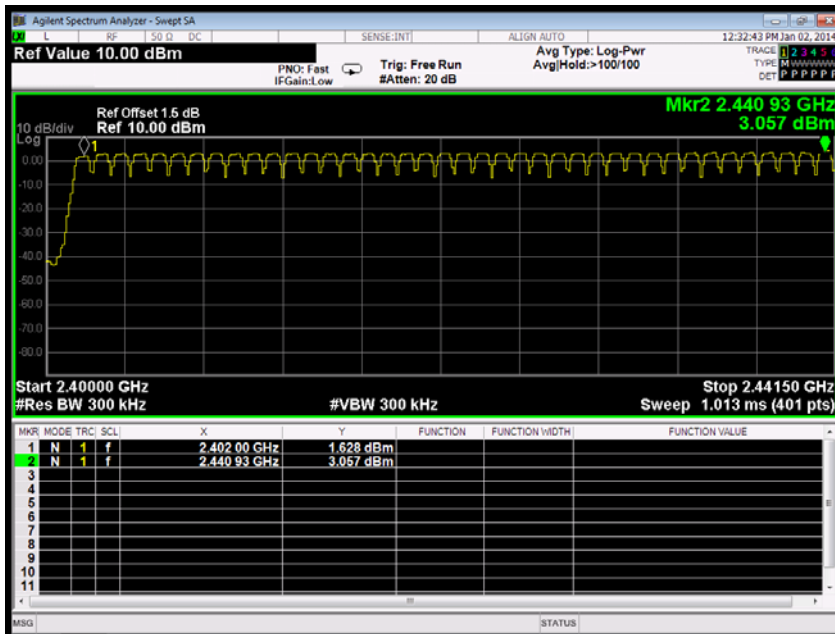 Agilent Spectrum Analyzer - Swept SA
L RF 50 Ω DC SENSE:INT ALIGN AUTO 12:32:43 PM Jan 02, 2014
Ref Value 10.00 dBm
PNO: Fast
IFGain:Low
Trig: Free Run
#Atten: 20 dB
Avg Type: Log-Pwr
Avg|Hold:>100/100
TRACE 1 2 3 4 5
TYPE M
DET P P P P P
Mkr2 2.440 93 GHz
3.057 dBm
Ref Offset 1.5 dB
10 dB/div Ref 10.00 dBm
Log
1
0.00
-10.0
-20.0
-30.0
-40.0
-50.0
-60.0
-70.0
-80.0
Start 2.40000 GHz Stop 2.44150 GHz
#Res BW 300 kHz #VBW 300 kHz Sweep 1.013 ms (401 pts)
MKR MODE TRC SCL X Y FUNCTION FUNCTION WIDTH FUNCTION VALUE
1 N 1 f 2.402 00 GHz 1.628 dBm
2 N 1 f 2.440 93 GHz 3.057 dBm
3
4
5
6
7
8
9
10
11
MSG STATUS